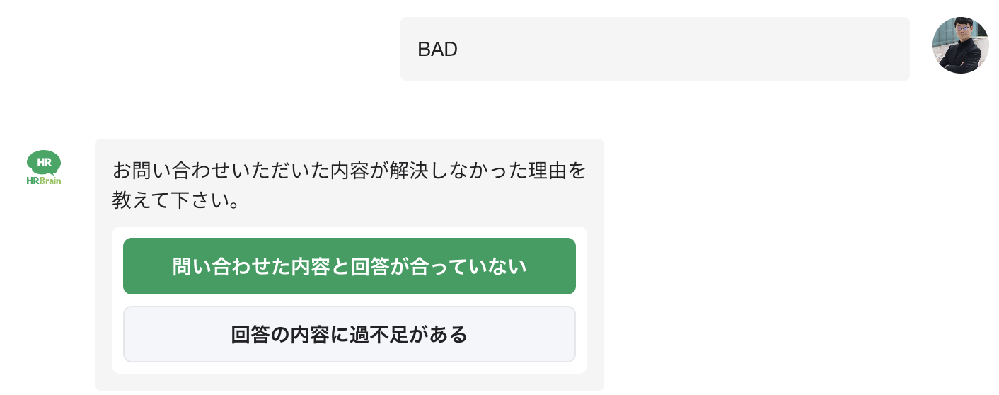 BAD
HR
HRBrain
お問い合わせいただいた内容が解決しなかった理由を
教えて下さい。
問い合わせた内容と回答が合っていない
回答の内容に過不足がある